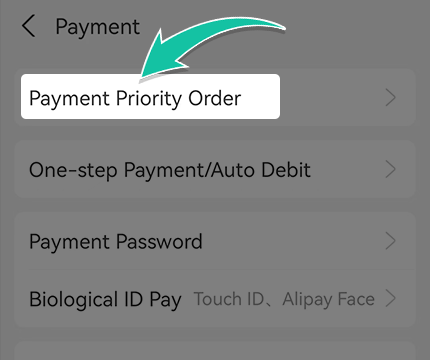 Payment
Payment Priority Order
One-step Payment/Auto Debit
Payment Password
Biological ID Pay Touch ID、Alipay Face